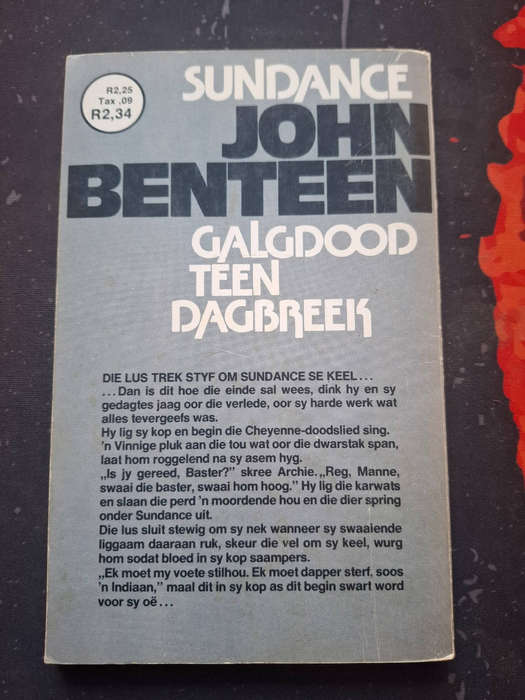 R2,25
Tax ,09
R2,34
SUNDANCE
JOHN
BENTEEN
GALGDOOD
TEEN
DAGBREEK
DIE LUS TREK STYF OM SUNDANCE SE KEEL...
...Dan is dit hoe die einde sal wees, dink hy en sy
gedagtes jaag oor die verlede, oor sy harde werk wat
alles tevergeefs was.
Hy lig sy kop en begin die Cheyenne-doodslied sing.
'n Vinnige pluk aan die tou wat oor die dwarstak span,
laat hom roggelend na sy asem hyg.
„Is jy gereed, Baster?” skree Archie. „Reg, Manne,
swaai die baster, swaai hom hoog.” Hy lig die karwats
en slaan die perd 'n moordende hou en die dier spring
onder Sundance uit.
Die lus sluit stewig om sy nek wanneer sy swaaiende
liggaam daaraan ruk, skeur die vel om sy keel, wurg
hom sodat bloed in sy kop saampers.
„Ek moet my voete stilhou. Ek moet dapper sterf, soos
'n Indiaan,” maal dit in sy kop as dit begin swart word
voor sy oë...